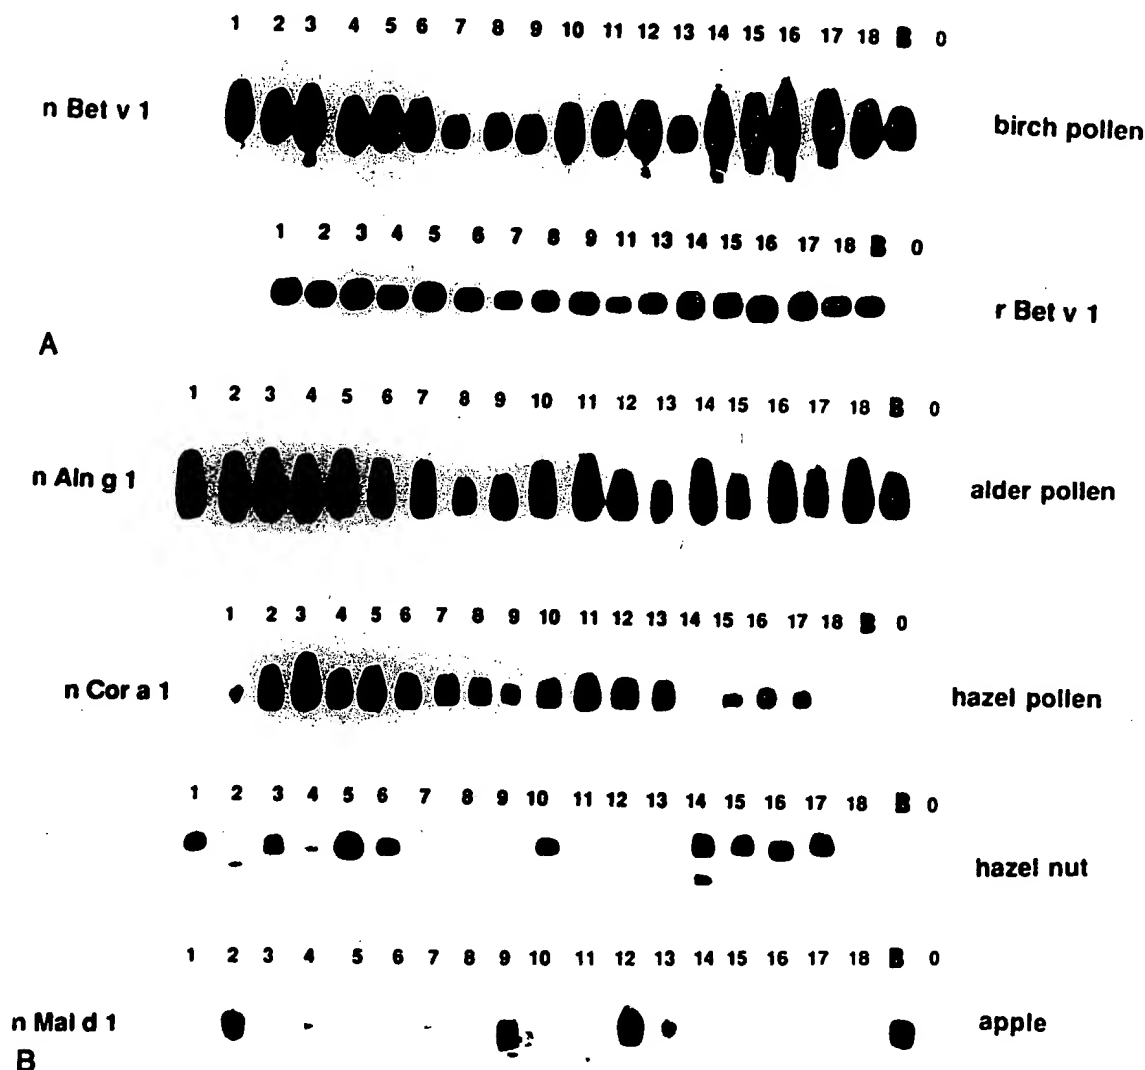 1 2 3 4 5 6 7 8 9 10 11 12 13 14 15 16 17 18 B 0
n Bet v 1
birch pollen
1 2 3 4 5 6 7 8 9 11 13 14 15 16 17 18 B 0
r Bet v 1
A
1 2 3 4 5 6 7 8 9 10 11 12 13 14 15 16 17 18 B 0
n Aln g 1
alder pollen
1 2 3 4 5 6 7 8 9 10 11 12 13 14 15 16 17 18 B 0
n Cor a 1
hazel pollen
1 2 3 4 5 6 7 8 9 10 11 12 13 14 15 16 17 18 B 0
hazel nut
1 2 3 4 5 6 7 8 9 10 11 12 13 14 15 16 17 18 B 0
n Mal d 1
apple
B